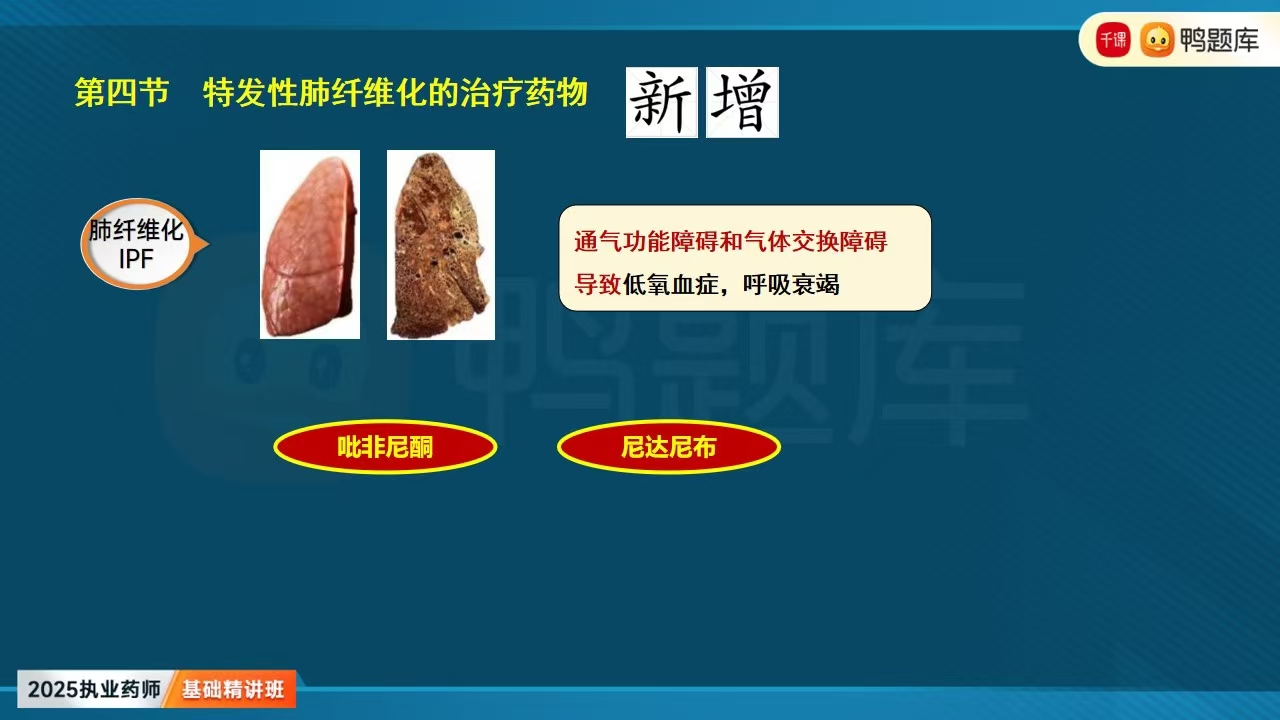 千课 鸭题库
第四节 特发性肺纤维化的治疗药物 新增
肺纤维化
IPF
通气功能障碍和气体交换障碍
导致低氧血症，呼吸衰竭
鸭题库
吡非尼酮 尼达尼布
2025执业药师 基础精讲班